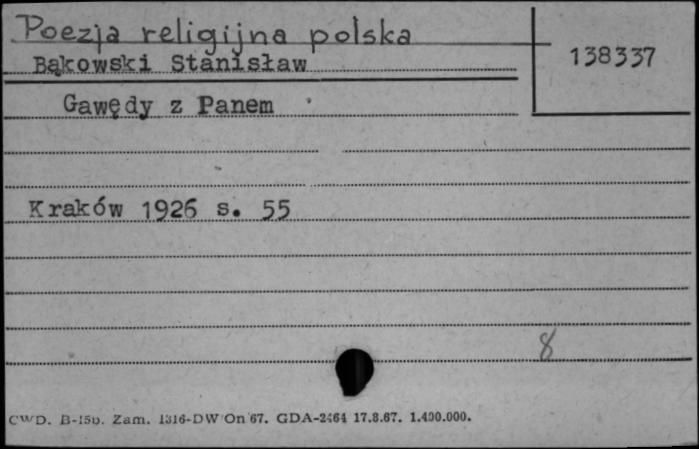 Poezja religijna polska
138337
Bąkowski Stanisław
Gawędy z Panem
Kraków 1926 s. 55
8
CWD. B-15b. Zam. 1316-DW On 67. GDA-2464 17.8.67. 1.400.000.